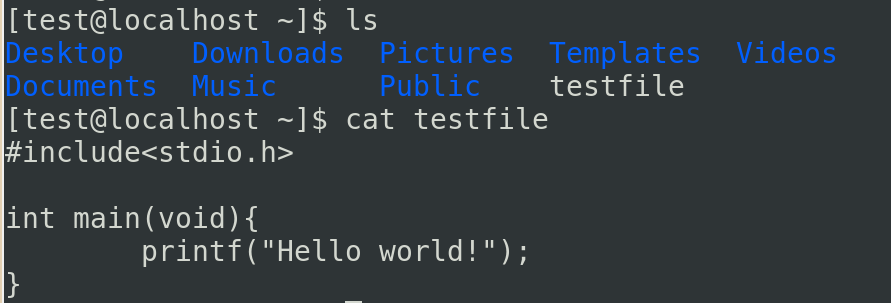 [test@localhost ~]$ ls
Desktop    Downloads  Pictures  Templates  Videos
Documents  Music      Public    testfile
[test@localhost ~]$ cat testfile
#include<stdio.h>

int main(void){
        printf("Hello world!");
}